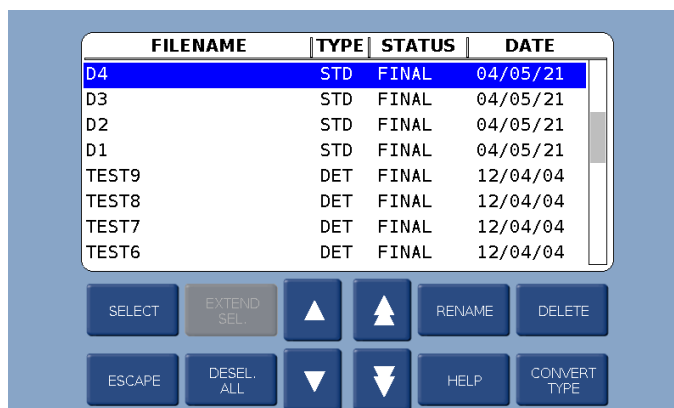 FILENAME TYPE STATUS DATE
D4 STD FINAL 04/05/21
D3 STD FINAL 04/05/21
D2 STD FINAL 04/05/21
D1 STD FINAL 04/05/21
TEST9 DET FINAL 12/04/04
TEST8 DET FINAL 12/04/04
TEST7 DET FINAL 12/04/04
TEST6 DET FINAL 12/04/04
SELECT EXTEND SEL. RENAME DELETE
ESCAPE DESEL. ALL HELP CONVERT TYPE